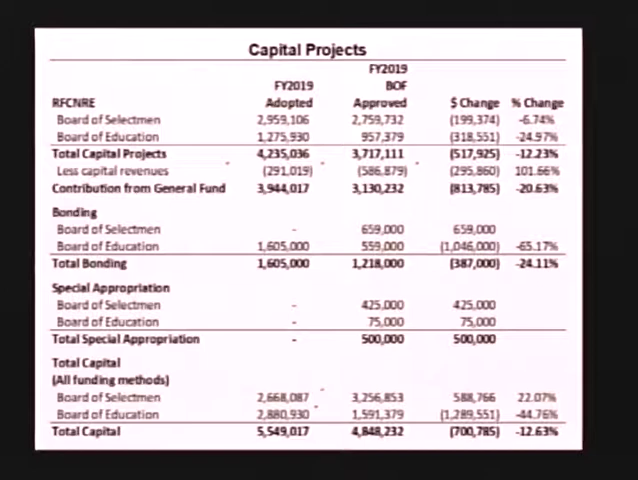 Capital Projects
FY2019
FY2019 BOF
RFCNRE Adopted Approved $ Change % Change
Board of Selectmen 2,959,106 2,759,732 (199,374) -6.74%
Board of Education 1,275,930 957,379 (318,551) -24.97%
Total Capital Projects 4,235,036 3,717,111 (517,925) -12.23%
Less capital revenues (291,019) (586,879) (295,860) 101.66%
Contribution from General Fund 3,944,017 3,130,232 (813,785) -20.63%
Bonding
Board of Selectmen - 659,000 659,000
Board of Education 1,605,000 559,000 (1,046,000) -65.17%
Total Bonding 1,605,000 1,218,000 (387,000) -24.11%
Special Appropriation
Board of Selectmen - 425,000 425,000
Board of Education - 75,000 75,000
Total Special Appropriation - 500,000 500,000
Total Capital
(All funding methods)
Board of Selectmen 2,668,087 3,256,853 588,766 22.07%
Board of Education 2,880,930 1,591,379 (1,289,551) -44.76%
Total Capital 5,549,017 4,848,232 (700,785) -12.63%